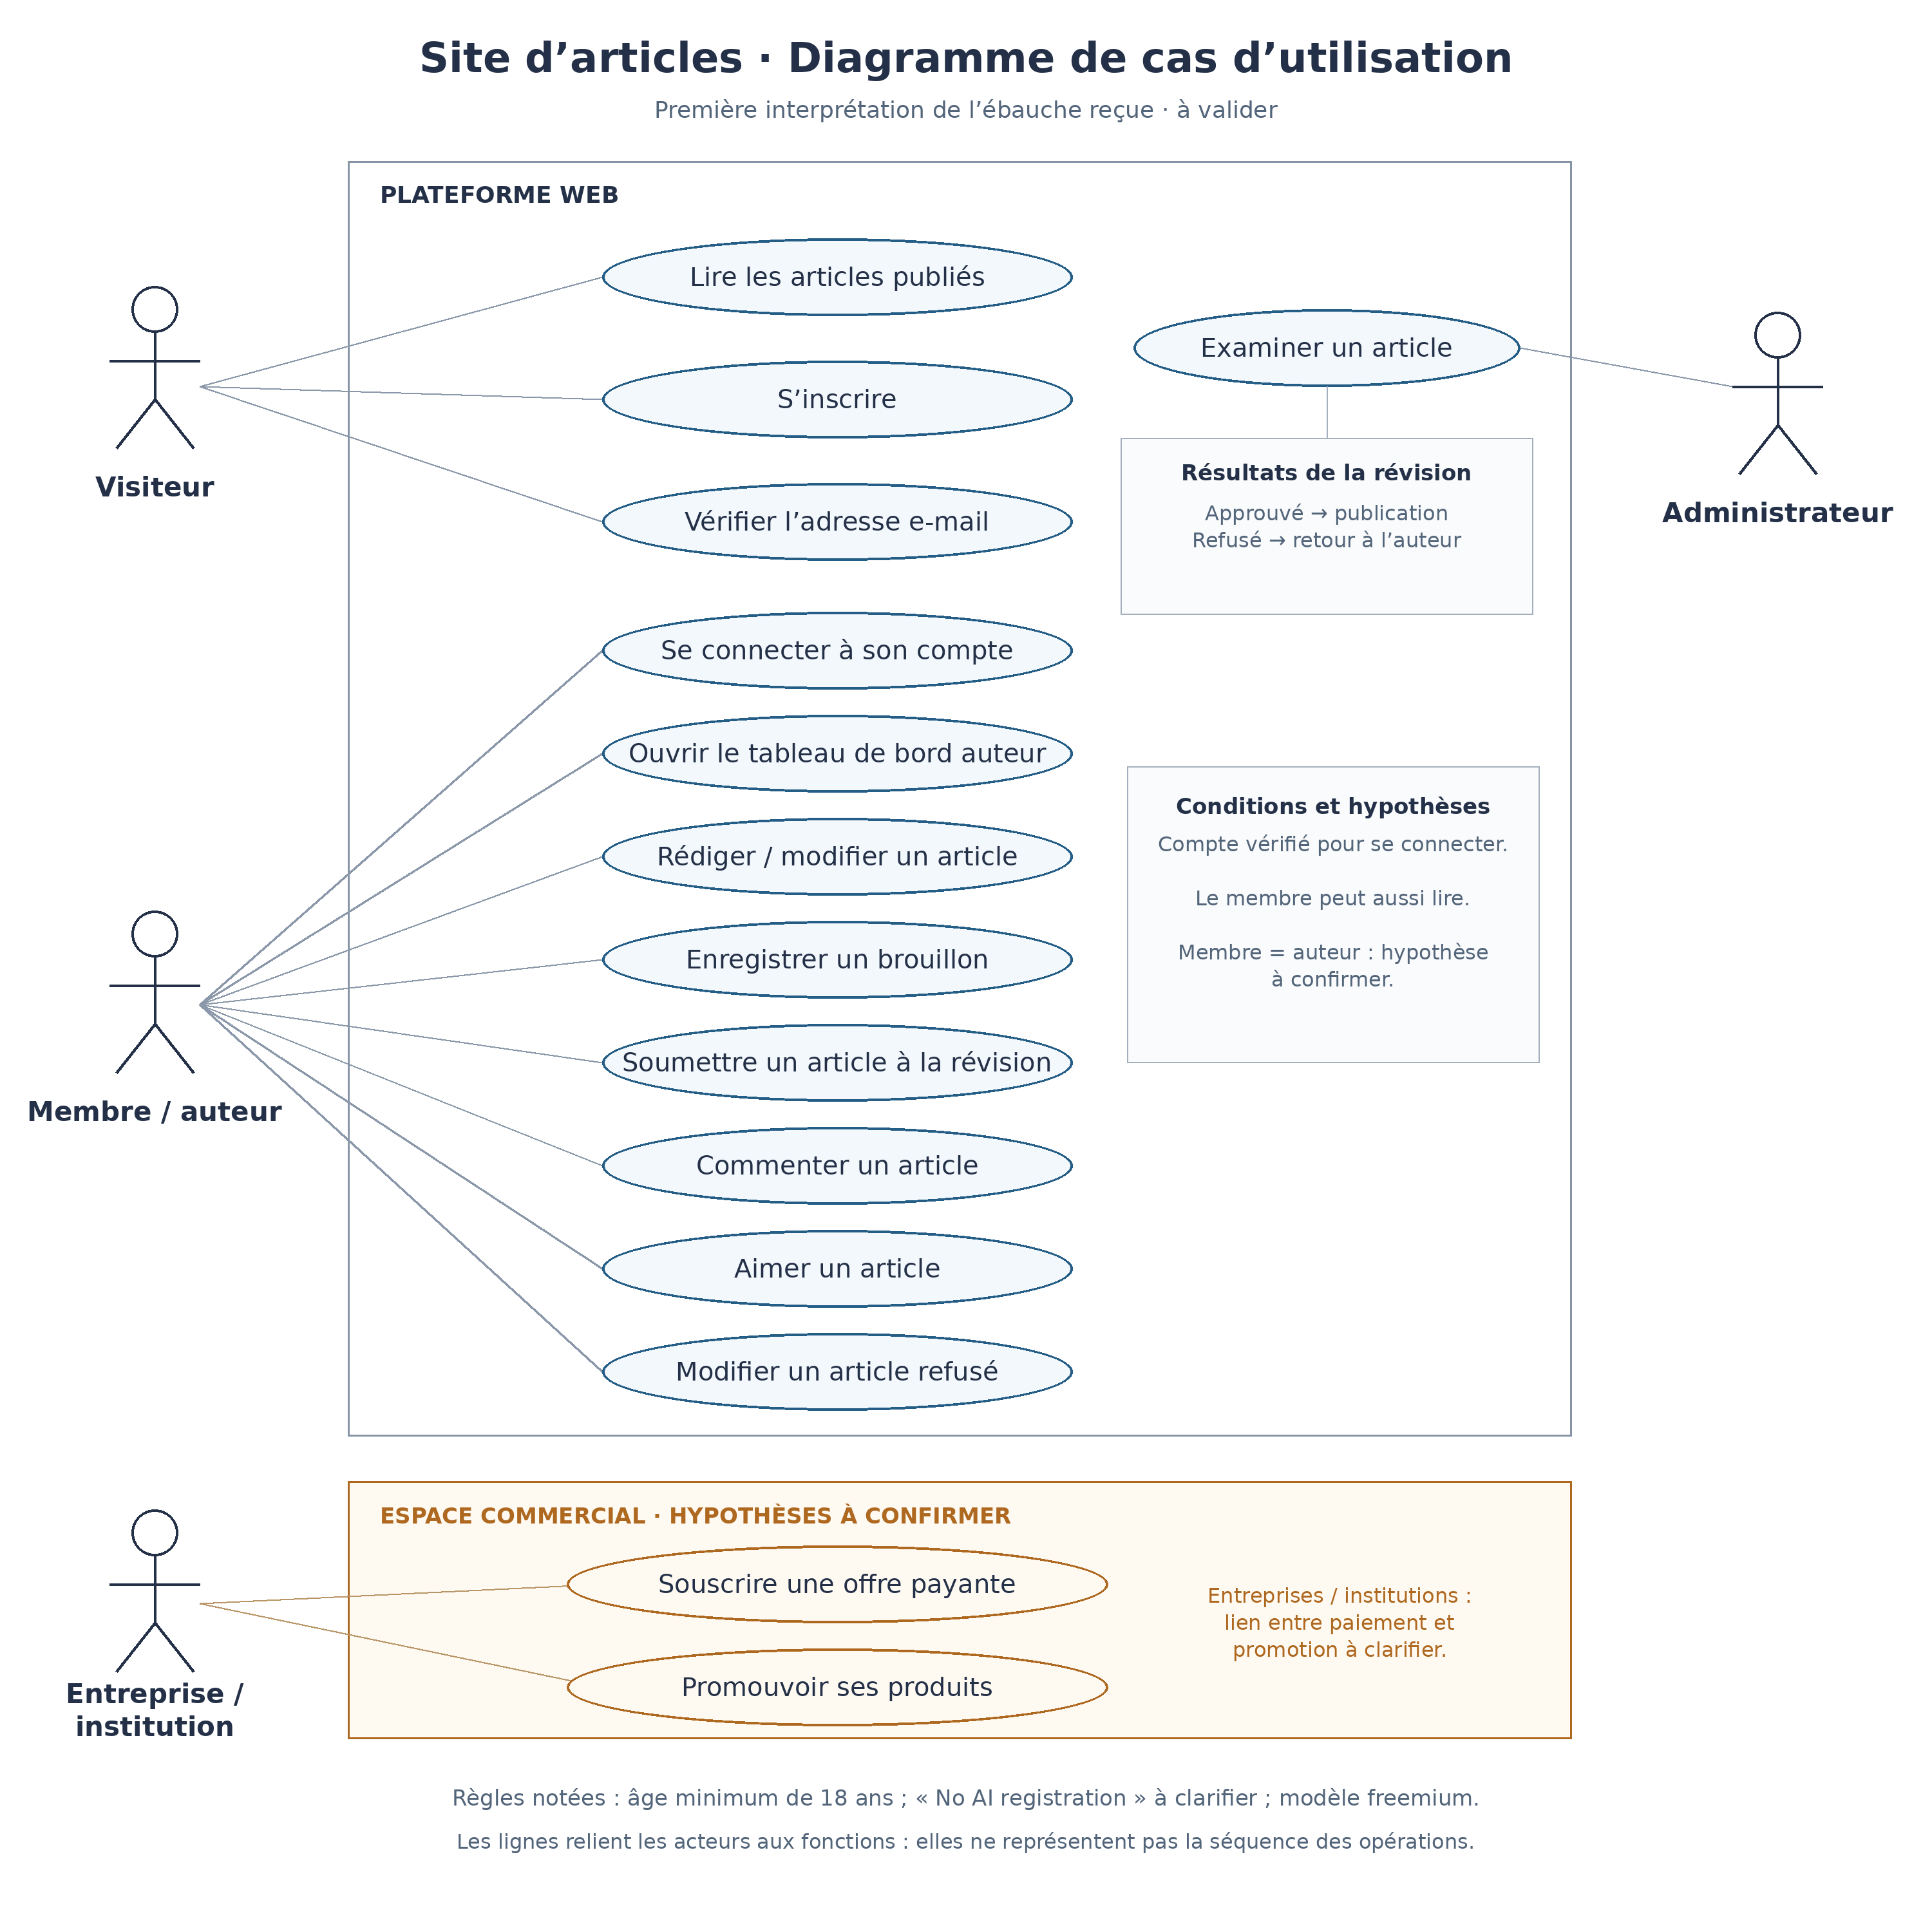 Site d’articles · Diagramme de cas d’utilisation
Première interprétation de l’ébauche reçue · à valider
PLATEFORME WEB
Lire les articles publiés
S’inscrire
Vérifier l’adresse e-mail
Visiteur
Examiner un article
Résultats de la révision
Approuvé → publication
Refusé → retour à l’auteur
Administrateur
Se connecter à son compte
Ouvrir le tableau de bord auteur
Rédiger / modifier un article
Enregistrer un brouillon
Soumettre un article à la révision
Commenter un article
Aimer un article
Modifier un article refusé
Membre / auteur
Conditions et hypothèses
Compte vérifié pour se connecter.
Le membre peut aussi lire.
Membre = auteur : hypothèse
à confirmer.
ESPACE COMMERCIAL · HYPOTHÈSES À CONFIRMER
Souscrire une offre payante
Promouvoir ses produits
Entreprises / institutions :
lien entre paiement et
promotion à clarifier.
Entreprise /
institution
Règles notées : âge minimum de 18 ans ; « No AI registration » à clarifier ; modèle freemium.
Les lignes relient les acteurs aux fonctions : elles ne représentent pas la séquence des opérations.